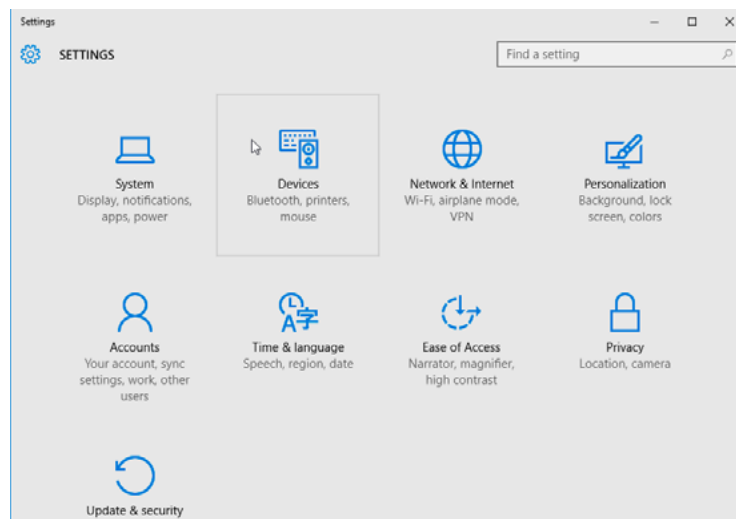 Settings
SETTINGS
Find a setting
System
Display, notifications,
apps, power
Devices
Bluetooth, printers,
mouse
Network & Internet
Wi-Fi, airplane mode,
VPN
Personalization
Background, lock
screen, colors
Accounts
Your account, sync
settings, work, other
users
A字
Time & language
Speech, region, date
Ease of Access
Narrator, magnifier,
high contrast
Privacy
Location, camera
Update & security